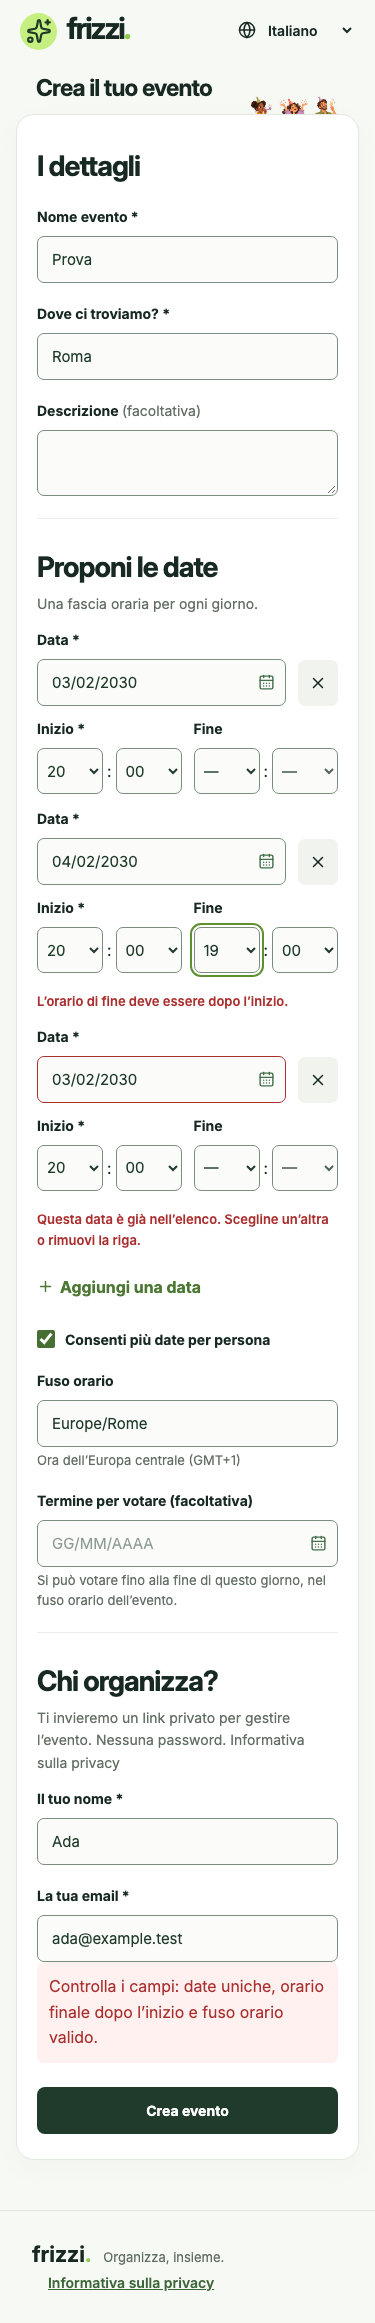 frizzi.
Italiano
Crea il tuo evento
I dettagli
Nome evento *
Prova
Dove ci troviamo? *
Roma
Descrizione (facoltativa)
Proponi le date
Una fascia oraria per ogni giorno.
Data *
03/02/2030
Inizio * Fine
20 : 00 — : —
Data *
04/02/2030
Inizio * Fine
20 : 00 19 : 00
L’orario di fine deve essere dopo l’inizio.
Data *
03/02/2030
Inizio * Fine
20 : 00 — : —
Questa data è già nell’elenco. Scegline un’altra
o rimuovi la riga.
+ Aggiungi una data
Consenti più date per persona
Fuso orario
Europe/Rome
Ora dell’Europa centrale (GMT+1)
Termine per votare (facoltativa)
GG/MM/AAAA
Si può votare fino alla fine di questo giorno, nel
fuso orario dell’evento.
Chi organizza?
Ti invieremo un link privato per gestire
l’evento. Nessuna password. Informativa
sulla privacy
Il tuo nome *
Ada
La tua email *
ada@example.test
Controlla i campi: date uniche, orario
finale dopo l’inizio e fuso orario
valido.
Crea evento
frizzi. Organizza, insieme.
Informativa sulla privacy